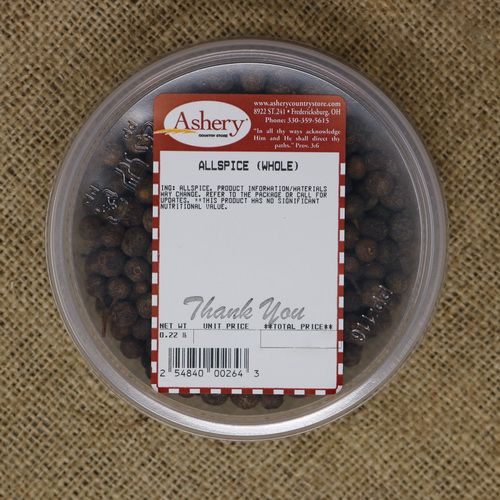 Ashery
COUNTRY STORE
www.asherycountrystore.com
8922 ST.241 • Fredericksburg, OH
Phone: 330-359-5615
"In all thy ways acknowledge
Him and He shall direct thy
paths." Prov. 3:6
ALLSPICE (WHOLE)
ING: ALLSPICE. PRODUCT INFORMATION/MATERIALS
MAY CHANGE. REFER TO THE PACKAGE OR CALL FOR
UPDATES. **THIS PRODUCT HAS NO SIGNIFICANT
NUTRITIONAL VALUE.
Thank You
NET WT UNIT PRICE **TOTAL PRICE**
0.22 lb
2 54840 00264 3